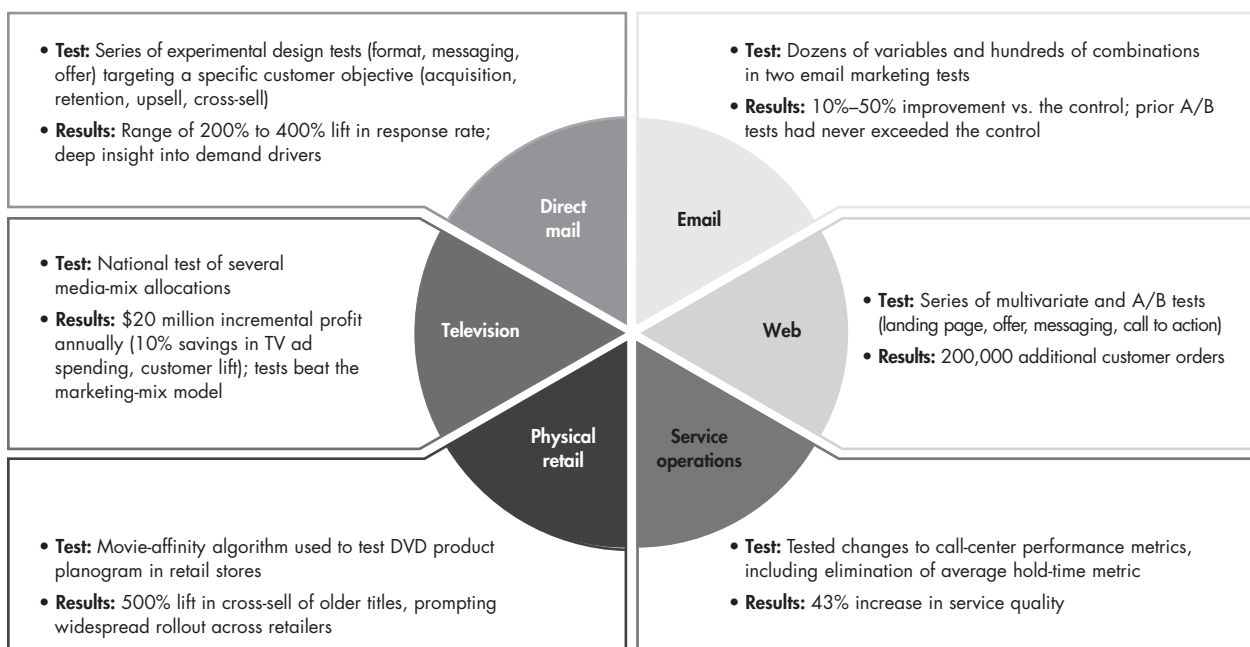 • Test: Series of experimental design tests (format, messaging,
offer) targeting a specific customer objective (acquisition,
retention, upsell, cross-sell)
• Results: Range of 200% to 400% lift in response rate;
deep insight into demand drivers
• Test: Dozens of variables and hundreds of combinations
in two email marketing tests
• Results: 10%–50% improvement vs. the control; prior A/B
tests had never exceeded the control
Direct
mail
Email
• Test: National test of several
media-mix allocations
• Results: $20 million incremental profit
annually (10% savings in TV ad
spending, customer lift); tests beat the
marketing-mix model
Television
Web
• Test: Series of multivariate and A/B tests
(landing page, offer, messaging, call to action)
• Results: 200,000 additional customer orders
Physical
retail
Service
operations
• Test: Movie-affinity algorithm used to test DVD product
planogram in retail stores
• Results: 500% lift in cross-sell of older titles, prompting
widespread rollout across retailers
• Test: Tested changes to call-center performance metrics,
including elimination of average hold-time metric
• Results: 43% increase in service quality